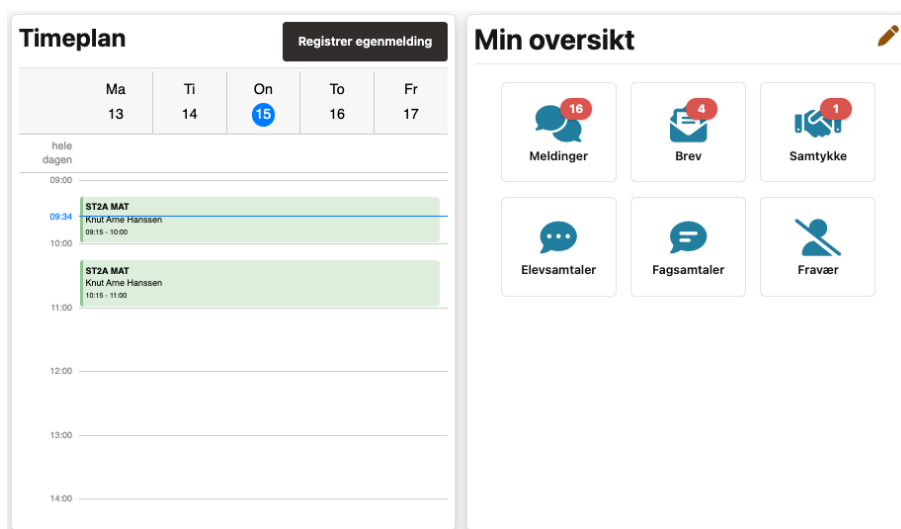 Timeplan
Registrer egenmelding
Ma Ti On To Fr
13 14 15 16 17
hele
dagen
09:00
ST2A MAT
09:34 Knut Arne Hanssen
09:15 - 10:00
10:00
ST2A MAT
Knut Arne Hanssen
10:15 - 11:00
11:00
12:00
13:00
14:00
Min oversikt
16 4 1
Meldinger Brev Samtykke
Elevsamtaler Fagsamtaler Fravær